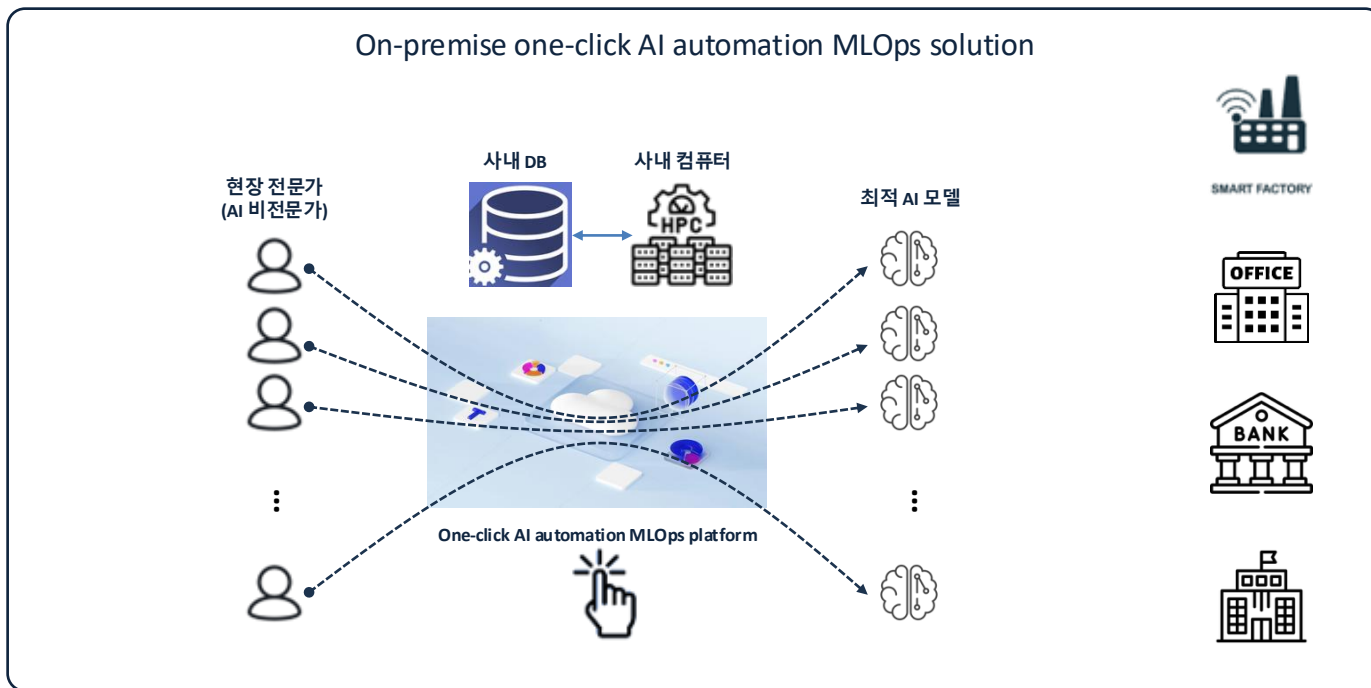 On-premise one-click AI automation MLOps solution
사내 DB
사내 컴퓨터
현장 전문가
(AI 비전문가)
HPC
최적 AI 모델
SMART FACTORY
OFFICE
BANK
T
One-click AI automation MLOps platform